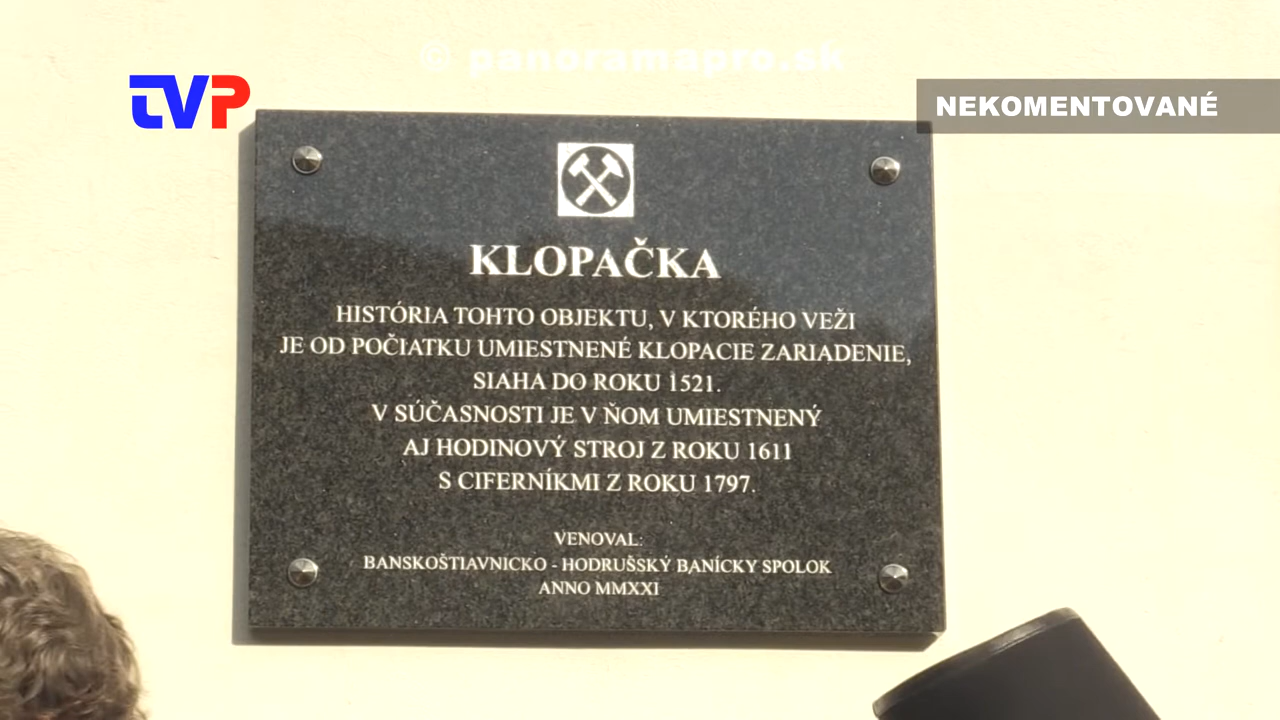 © panoramapro.sk
TVP
NEKOMENTOVANÉ
KLOPAČKA
HISTÓRIA TOHTO OBJEKTU, V KTORÉHO VEŽI
JE OD POČIATKU UMIESTNENÉ KLOPACIE ZARIADENIE,
SIAHA DO ROKU 1521.
V SÚČASNOSTI JE V ŇOM UMIESTNENÝ
AJ HODINOVÝ STROJ Z ROKU 1611
S CIFERNÍKMI Z ROKU 1797.
VENOVAL:
BANSKOŠTIAVNICKO - HODRUŠSKÝ BANÍCKY SPOLOK
ANNO MMXXI